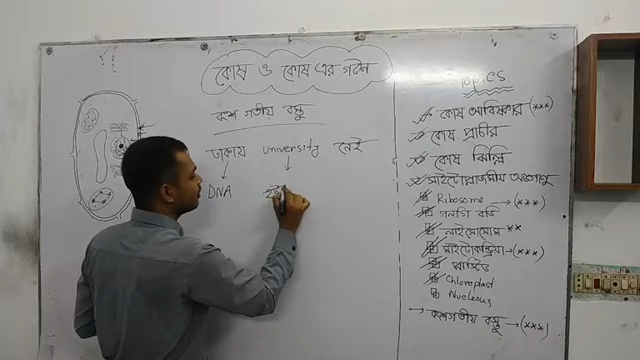 কোষ ও কোষ এর গঠন
বংশ গতীয় বস্তু
ঢাকায় university নেই
DNA
Topics
কোষ আবিষ্কার (***)
কোষ প্রাচীর
কোষ ঝিল্লি
সাইটোপ্লাজমীয় অঙ্গাণু
Ribosome → (***)
গলগি বডি
লাইসোসোম **
মাইটোকন্ড্রিয়া → (***)
প্লাস্টিড
Chloroplast
Nucleous
→ বংশগতীয় বস্তু → (***)